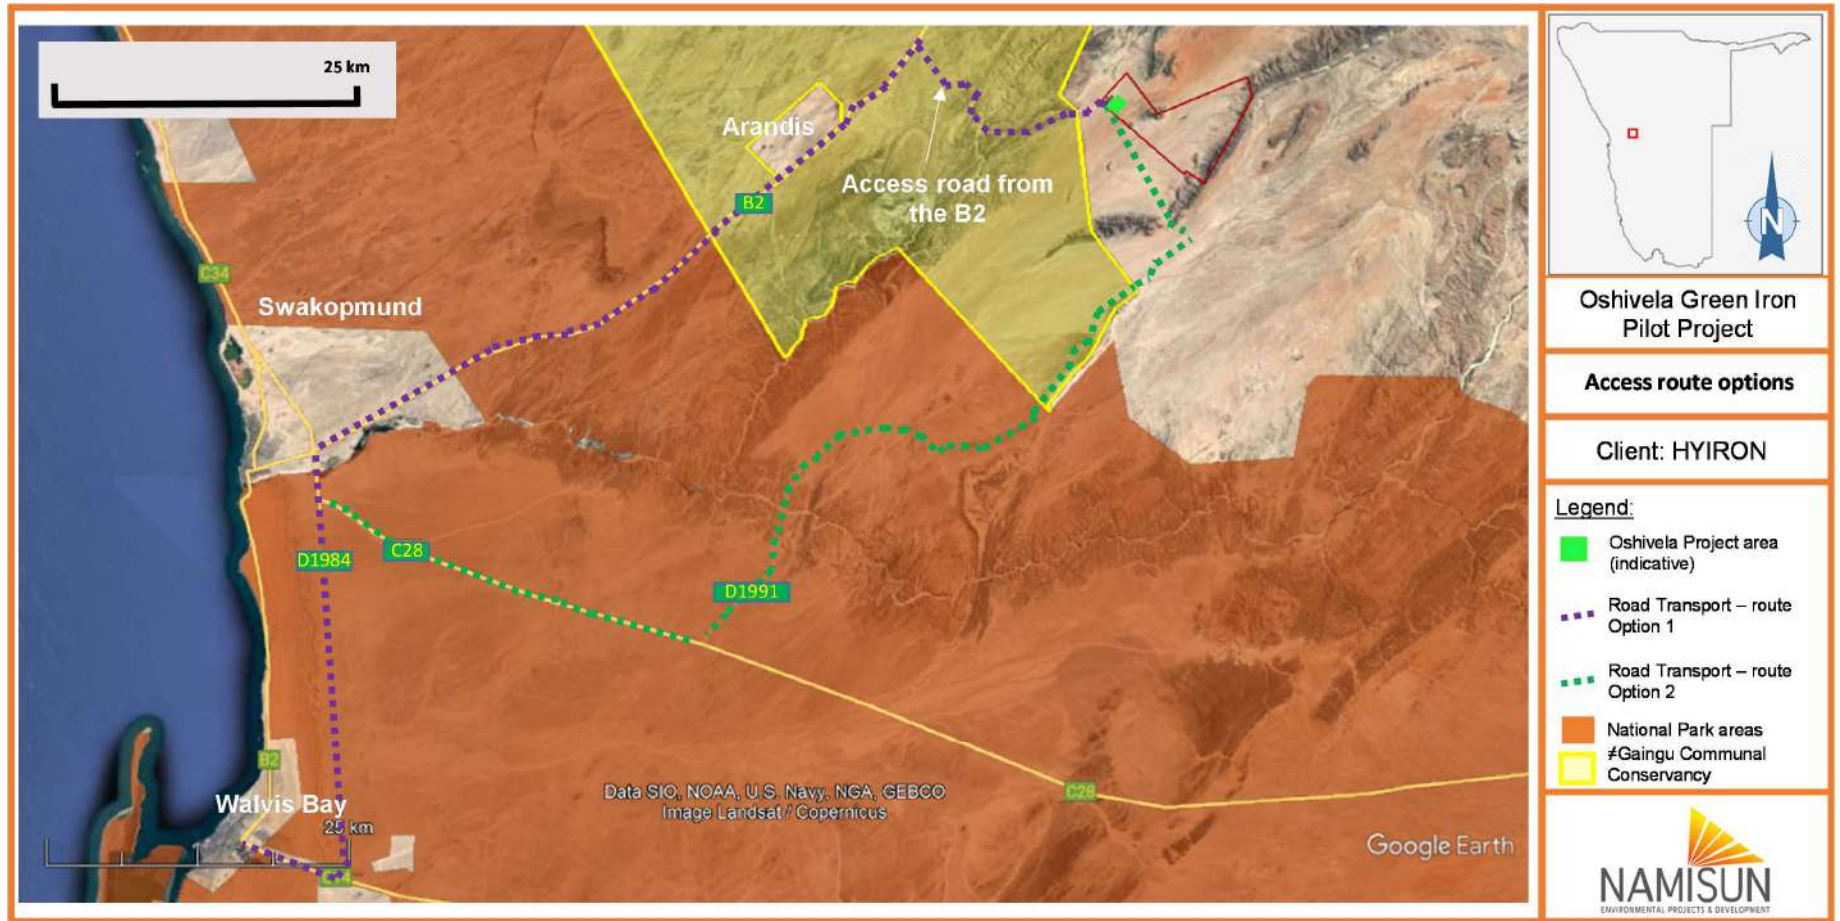 25 km
Arandis
Access road from
the B2
B2
C34
Swakopmund
D1984
C28
D1991
B2
Walvis Bay
25 km
C14
C28
Data SIO, NOAA, U.S. Navy, NGA, GEBCO
Image Landsat / Copernicus
Google Earth
N
Oshivela Green Iron
Pilot Project
Access route options
Client: HYIRON
Legend:
Oshivela Project area
(indicative)
Road Transport – route
Option 1
Road Transport – route
Option 2
National Park areas
≠Gaingu Communal
Conservancy
NAMISUN
ENVIRONMENTAL PROJECTS & DEVELOPMENT